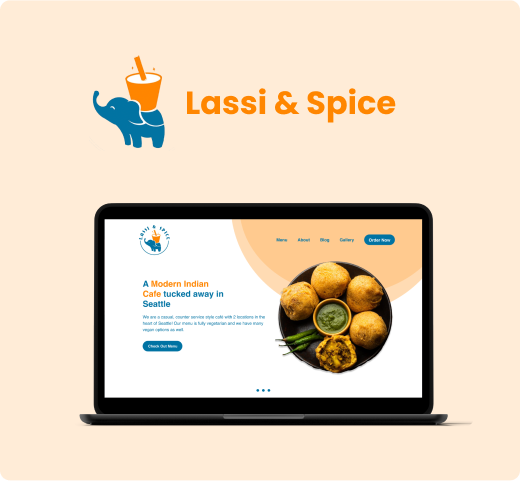 Lassi & Spice
LASSI & SPICE
Menu
About
Blog
Gallery
Order Now
A Modern Indian
Cafe tucked away in
Seattle
We are a casual, counter service style café with 2 locations in the
heart of Seattle! Our menu is fully vegetarian and we have many
vegan options as well.
Check Our Menu